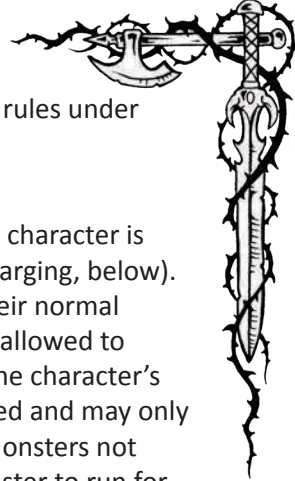 rules under
character is
arging, below).
eir normal
allowed to
ne character's
ed and may only
onsters not
ster to run for